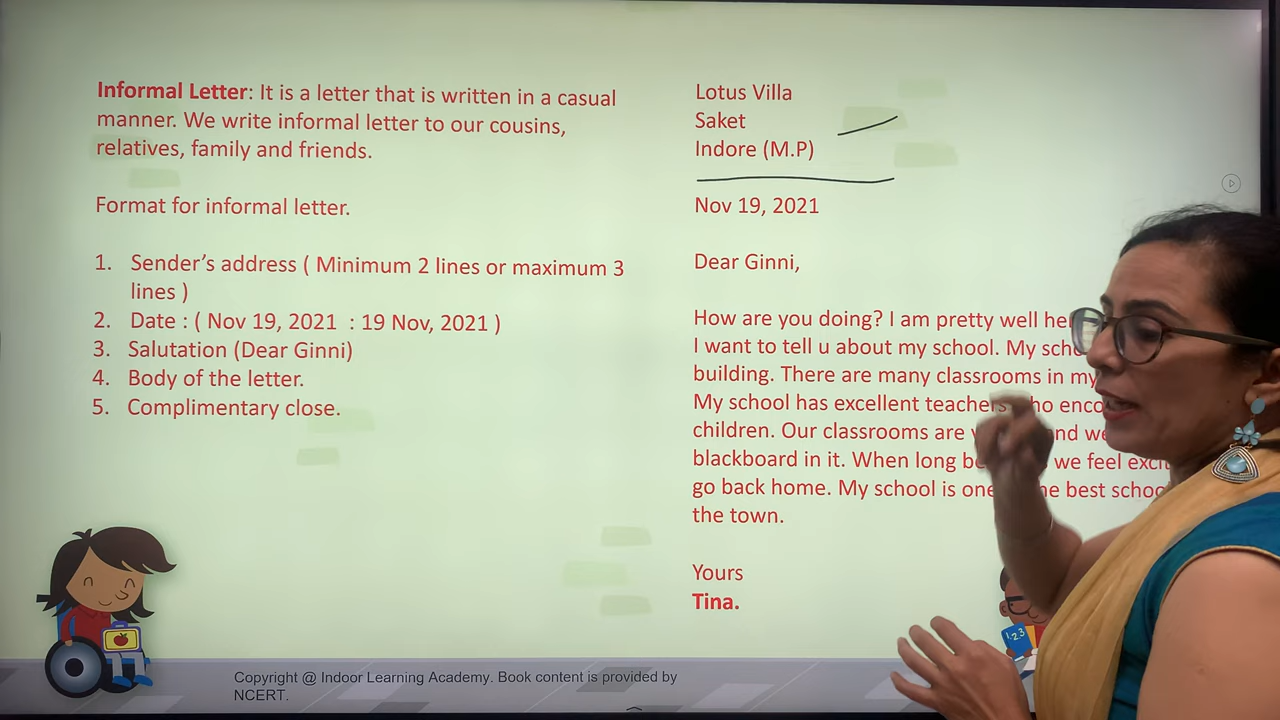 Informal Letter: It is a letter that is written in a casual
manner. We write informal letter to our cousins,
relatives, family and friends.
Format for informal letter.
1. Sender's address ( Minimum 2 lines or maximum 3
lines )
2. Date : ( Nov 19, 2021 : 19 Nov, 2021 )
3. Salutation (Dear Ginni)
4. Body of the letter.
5. Complimentary close.
Lotus Villa
Saket
Indore (M.P)
Nov 19, 2021
Dear Ginni,
How are you doing? I am pretty well
I want to tell u about my school. My
building. There are many classrooms in my
My school has excellent teachers
children. Our classrooms are
blackboard in it. When long we feel
go back home. My school is one best
the town.
Yours
Tina.
1 2 3
Copyright @ indoor Learning Academy. Book content is provided by
NCERT.